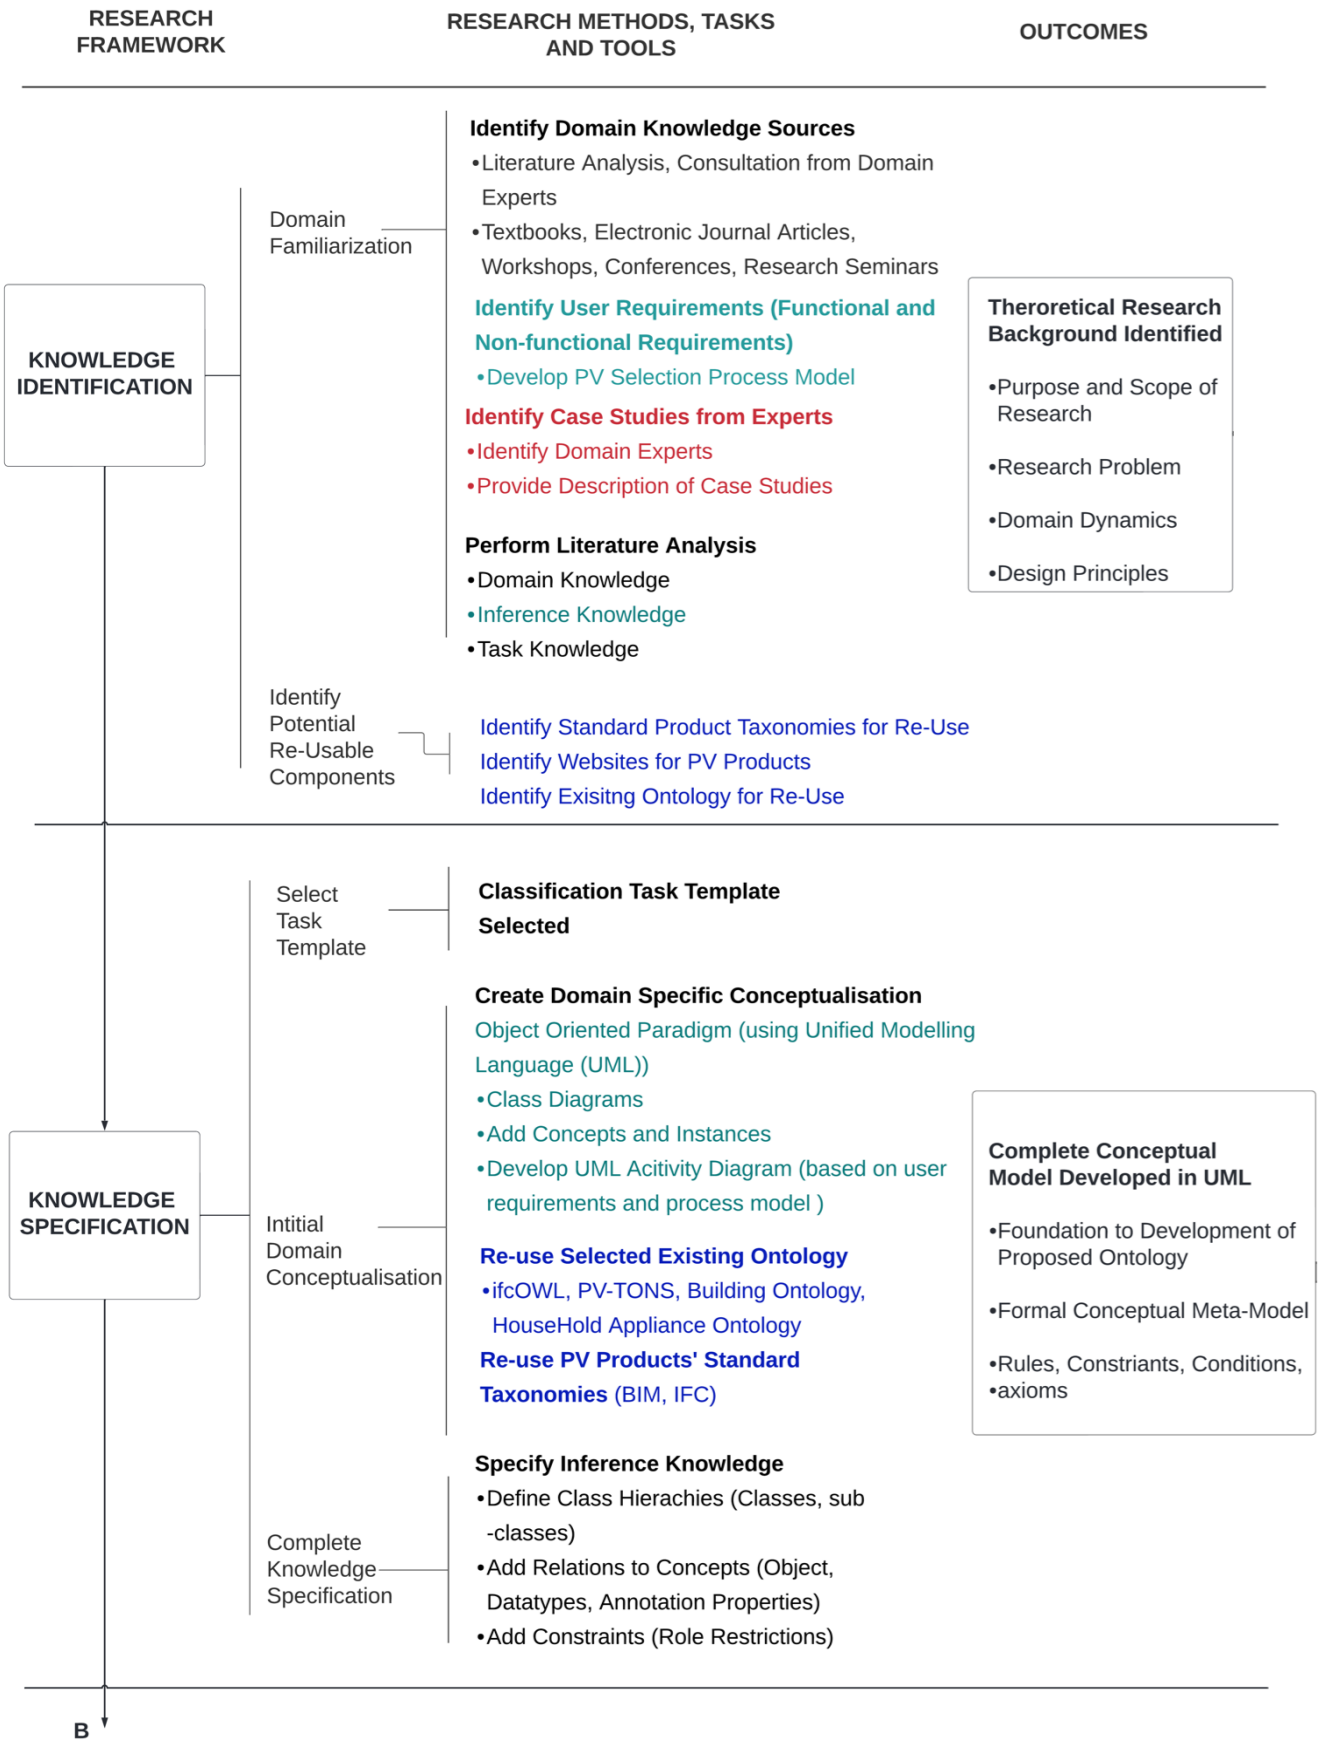 RESEARCH
FRAMEWORK
RESEARCH METHODS, TASKS
AND TOOLS
OUTCOMES
KNOWLEDGE
IDENTIFICATION
Domain
Familiarization
Identify Domain Knowledge Sources
•Literature Analysis, Consultation from Domain
Experts
•Textbooks, Electronic Journal Articles,
Workshops, Conferences, Research Seminars
Identify User Requirements (Functional and
Non-functional Requirements)
•Develop PV Selection Process Model
Identify Case Studies from Experts
•Identify Domain Experts
•Provide Description of Case Studies
Perform Literature Analysis
•Domain Knowledge
•Inference Knowledge
•Task Knowledge
Theroretical Research
Background Identified
•Purpose and Scope of
Research
•Research Problem
•Domain Dynamics
•Design Principles
Identify
Potential
Re-Usable
Components
Identify Standard Product Taxonomies for Re-Use
Identify Websites for PV Products
Identify Exisitng Ontology for Re-Use
KNOWLEDGE
SPECIFICATION
Select
Task
Template
Classification Task Template
Selected
Intitial
Domain
Conceptualisation
Create Domain Specific Conceptualisation
Object Oriented Paradigm (using Unified Modelling
Language (UML))
•Class Diagrams
•Add Concepts and Instances
•Develop UML Acitivity Diagram (based on user
requirements and process model )
Re-use Selected Existing Ontology
•ifcOWL, PV-TONS, Building Ontology,
HouseHold Appliance Ontology
Re-use PV Products' Standard
Taxonomies (BIM, IFC)
Complete Conceptual
Model Developed in UML
•Foundation to Development of
Proposed Ontology
•Formal Conceptual Meta-Model
•Rules, Constriants, Conditions,
•axioms
Complete
Knowledge
Specification
Specify Inference Knowledge
•Define Class Hierachies (Classes, sub
-classes)
•Add Relations to Concepts (Object,
Datatypes, Annotation Properties)
•Add Constraints (Role Restrictions)
B